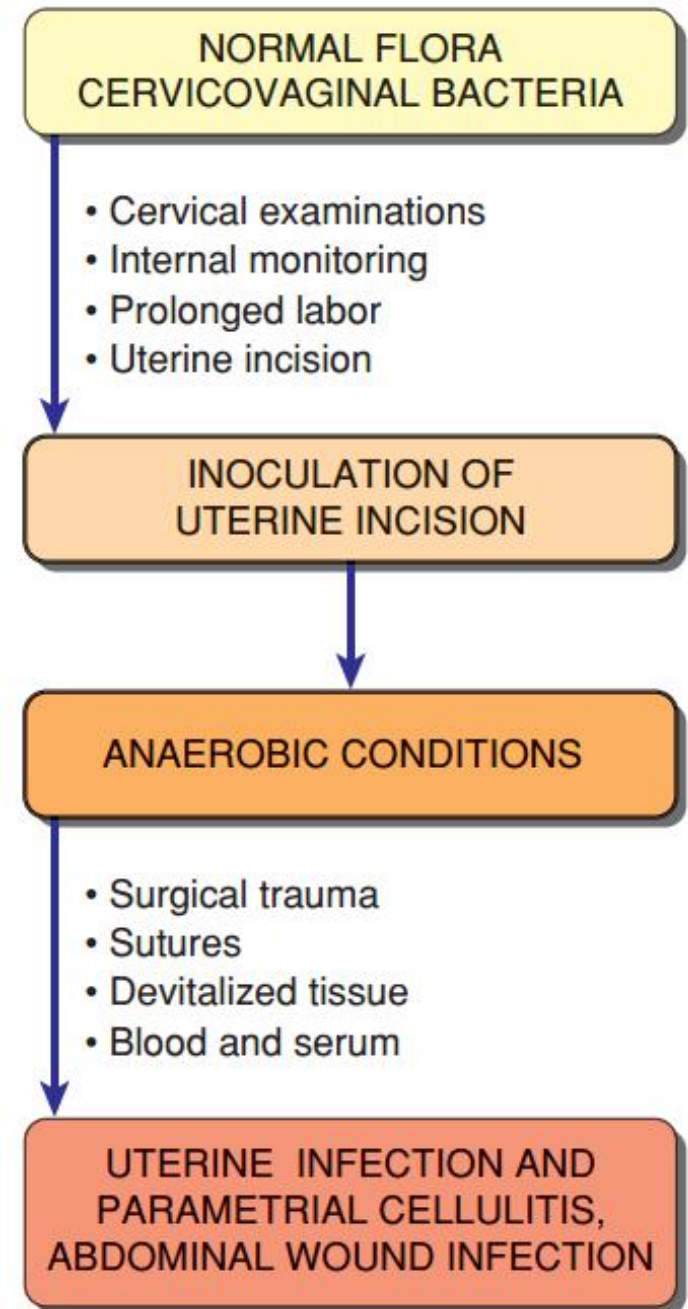 NORMAL FLORA
CERVICOVAGINAL BACTERIA
• Cervical examinations
• Internal monitoring
• Prolonged labor
• Uterine incision
INOCULATION OF
UTERINE INCISION
ANAEROBIC CONDITIONS
• Surgical trauma
• Sutures
• Devitalized tissue
• Blood and serum
UTERINE INFECTION AND
PARAMETRIAL CELLULITIS,
ABDOMINAL WOUND INFECTION